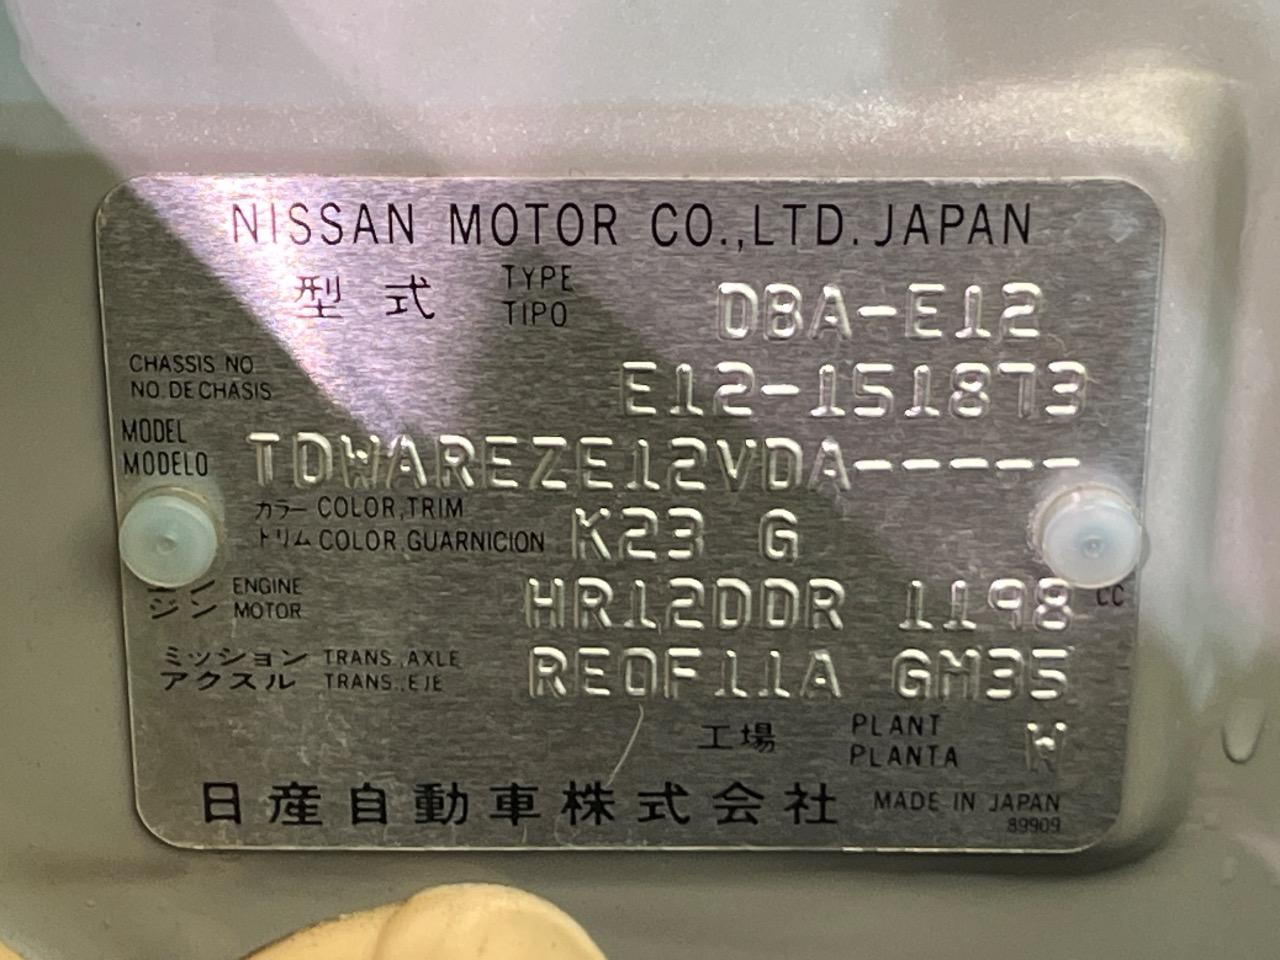 NISSAN MOTOR CO.,LTD. JAPAN
型式 TYPE DBA-E12
TIPO
CHASSIS NO E12-151873
NO. DE CHASIS
MODEL TDWAREZE12VDA-----
MODELO
カラー COLOR,TRIM K23 G
トリム COLOR,GUARNICION
ENGINE HR12DDR 1198 CC
ジン MOTOR
ミッション TRANS.,AXLE RE0F11A GM35
アクスル TRANS.,EJE
工場 PLANT W
PLANTA
日産自動車株式会社 MADE IN JAPAN
89909